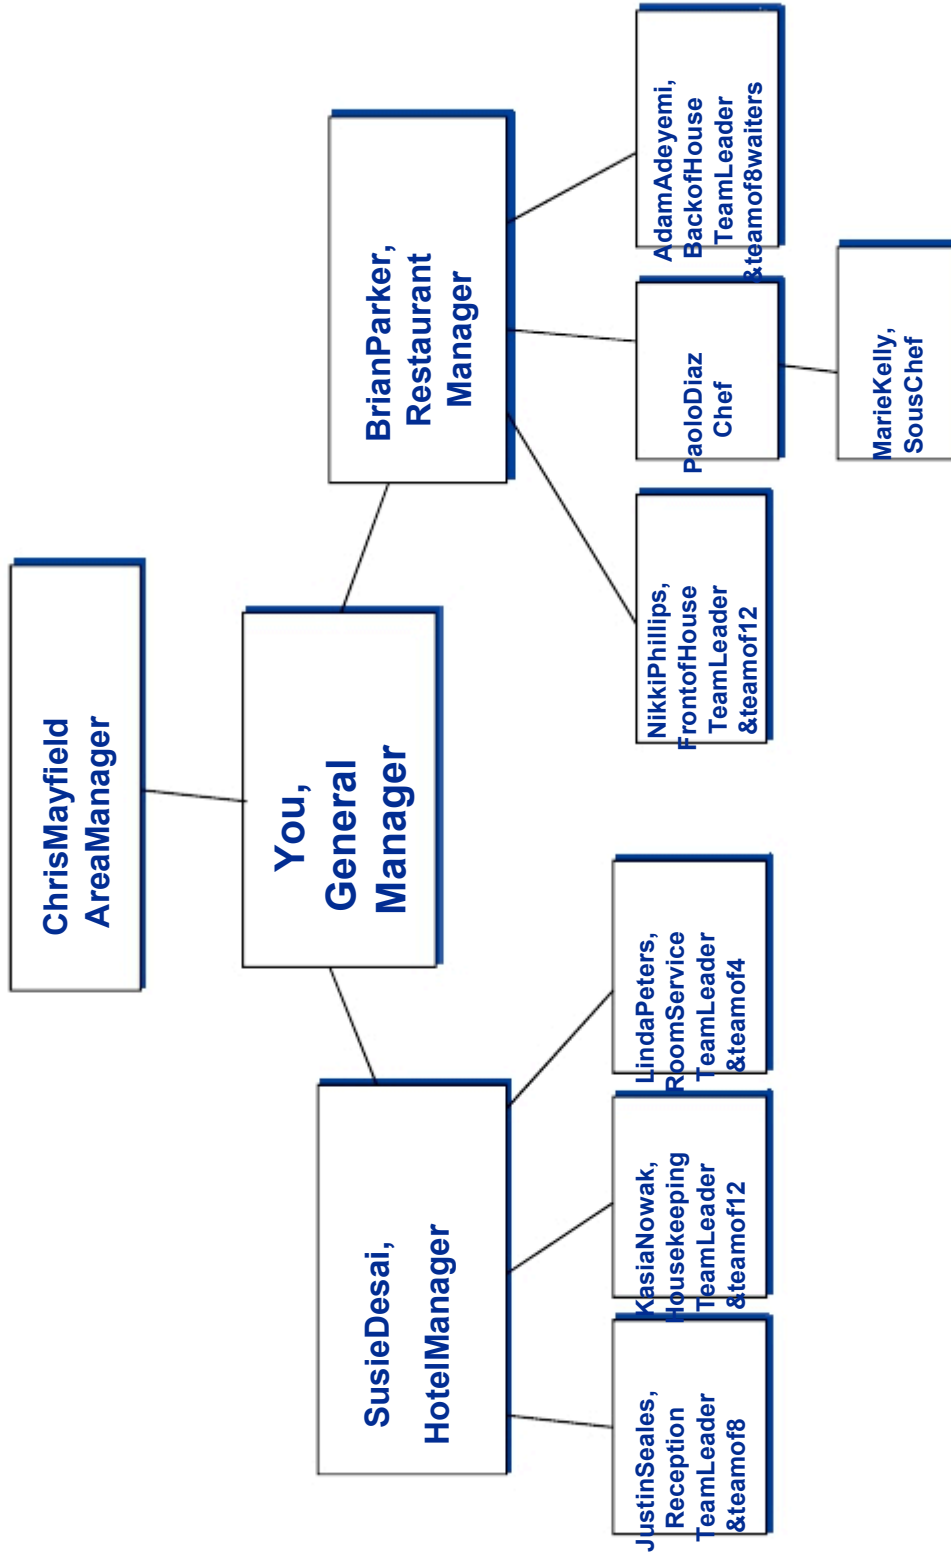 ChrisMayfield
AreaManager
You,
General
Manager
SusieDesai,
HotelManager
BrianParker,
Restaurant
Manager
JustinSeales,
Reception
TeamLeader
&teamof8
KasiaNowak,
Housekeeping
TeamLeader
&teamof12
LindaPeters,
RoomService
TeamLeader
&teamof4
NikkiPhillips,
FrontofHouse
TeamLeader
&teamof12
PaoloDiaz
Chef
AdamAdeyemi,
BackofHouse
TeamLeader
&teamof8waiters
MarieKelly,
SousChef